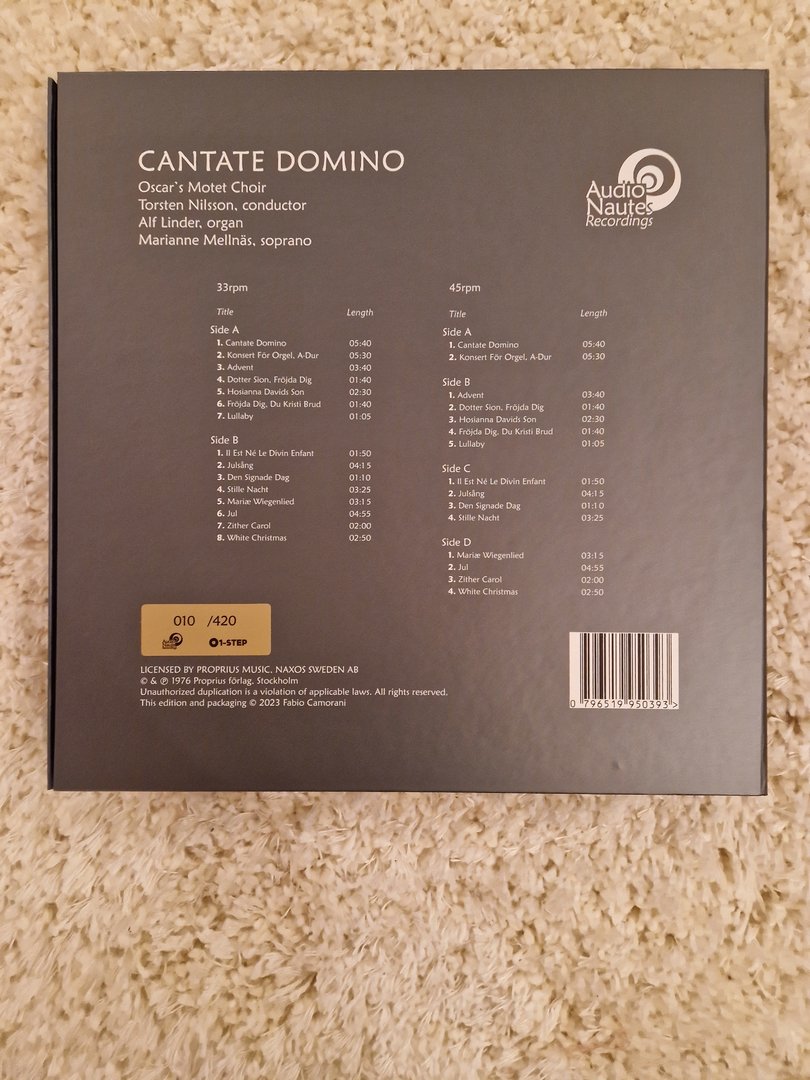 CANTATE DOMINO
Oscar's Motet Choir
Torsten Nilsson, conductor
Alf Linder, organ
Marianne Mellnäs, soprano
Audio
Nautes
Recordings
33rpm
Title Length
Side A
1. Cantate Domino 05:40
2. Konsert För Orgel, A-Dur 05:30
3. Advent 03:40
4. Dotter Sion, Fröjda Dig 01:40
5. Hosianna Davids Son 02:30
6. Fröjda Dig, Du Kristi Brud 01:40
7. Lullaby 01:05
Side B
1. Il Est Né Le Divin Enfant 01:50
2. Julsång 04:15
3. Den Signade Dag 01:10
4. Stille Nacht 03:25
5. Mariæ Wiegenlied 03:15
6. Jul 04:55
7. Zither Carol 02:00
8. White Christmas 02:50
45rpm
Title Length
Side A
1. Cantate Domino 05:40
2. Konsert För Orgel, A-Dur 05:30
Side B
1. Advent 03:40
2. Dotter Sion, Fröjda Dig 01:40
3. Hosianna Davids Son 02:30
4. Fröjda Dig, Du Kristi Brud 01:40
5. Lullaby 01:05
Side C
1. Il Est Né Le Divin Enfant 01:50
2. Julsång 04:15
3. Den Signade Dag 01:10
4. Stille Nacht 03:25
Side D
1. Mariæ Wiegenlied 03:15
2. Jul 04:55
3. Zither Carol 02:00
4. White Christmas 02:50
010 /420
1-STEP
LICENSED BY PROPRIUS MUSIC, NAXOS SWEDEN AB
© & ℗ 1976 Proprius förlag, Stockholm
Unauthorized duplication is a violation of applicable laws. All rights reserved.
This edition and packaging © 2023 Fabio Camorani
0 796519 950393 >